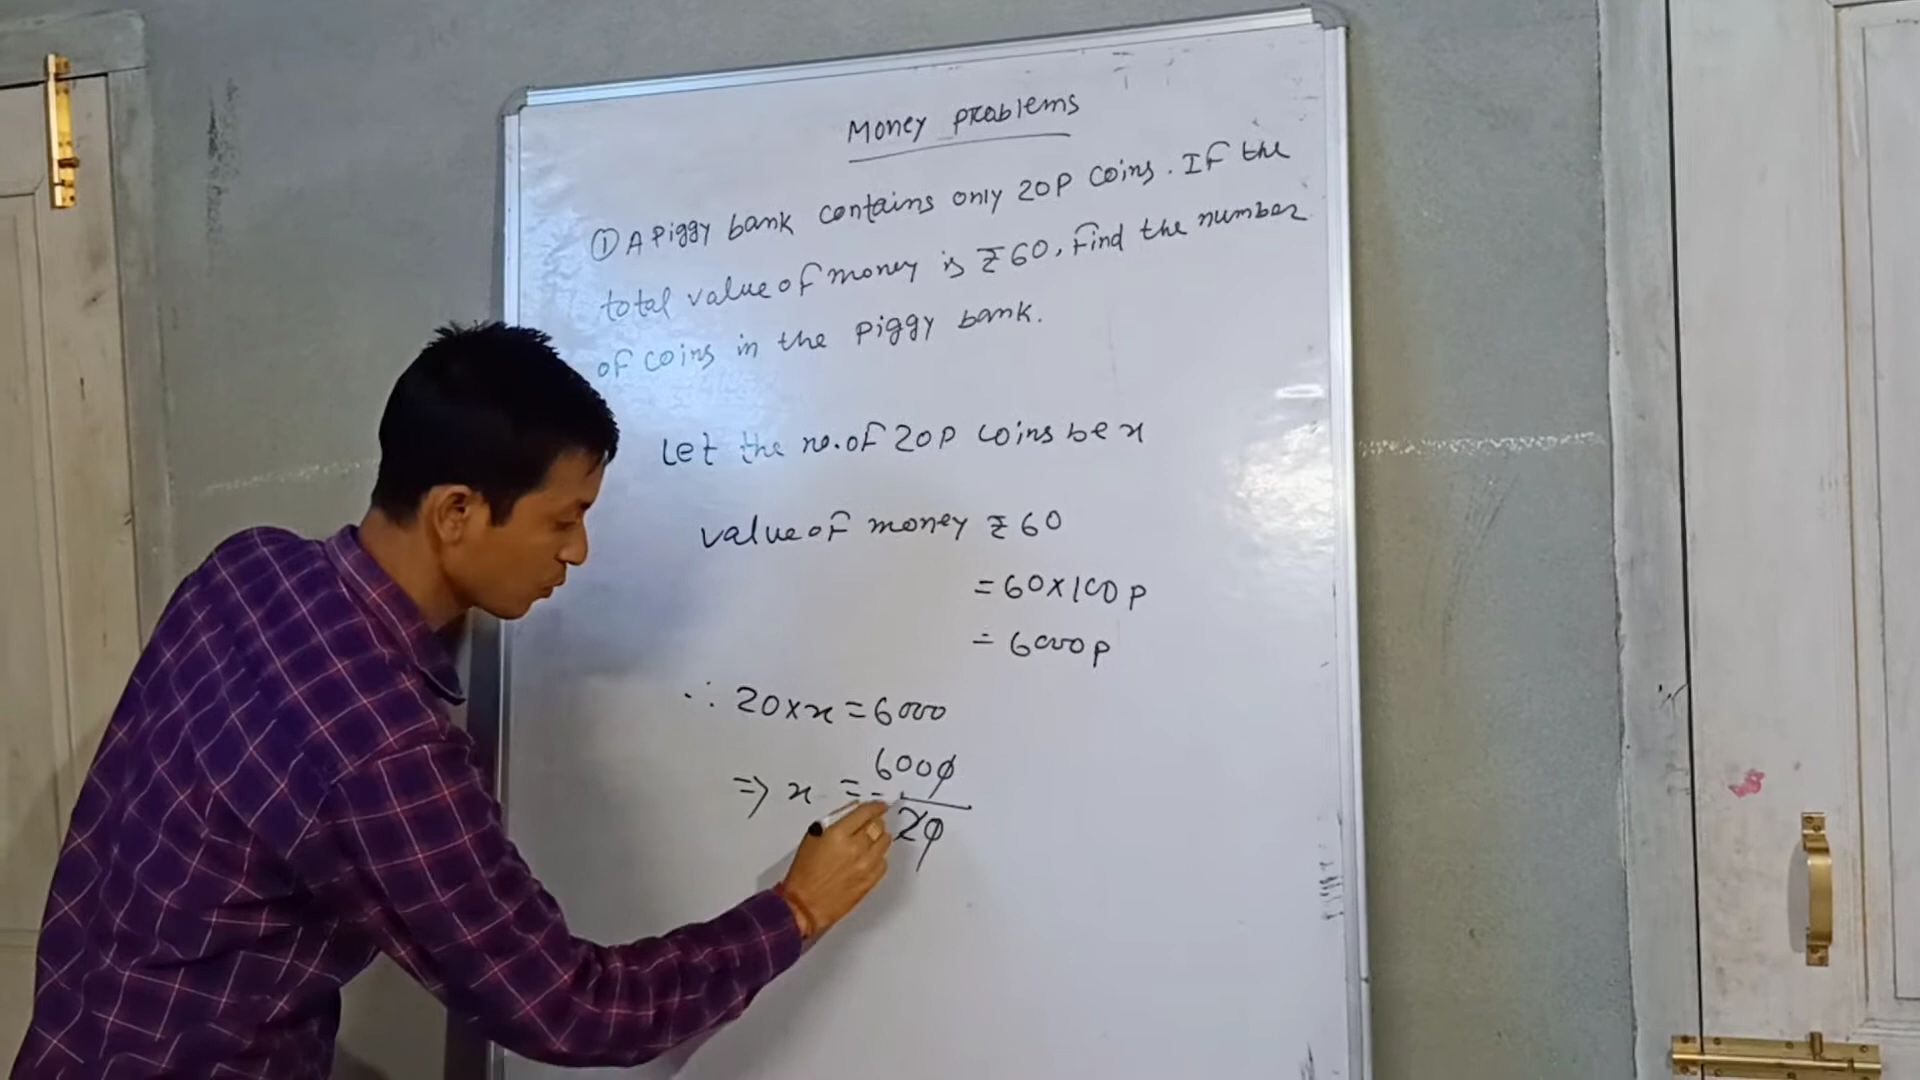 Money problems
① A piggy bank contains only 20P coins. If the
total value of money is ₹60, Find the number
of coins in the piggy bank.
Let the no. of 20P coins be x
value of money ₹60
= 60×100 P
= 6000 P
∴ 20×x = 6000
⇒ x = 6000
20